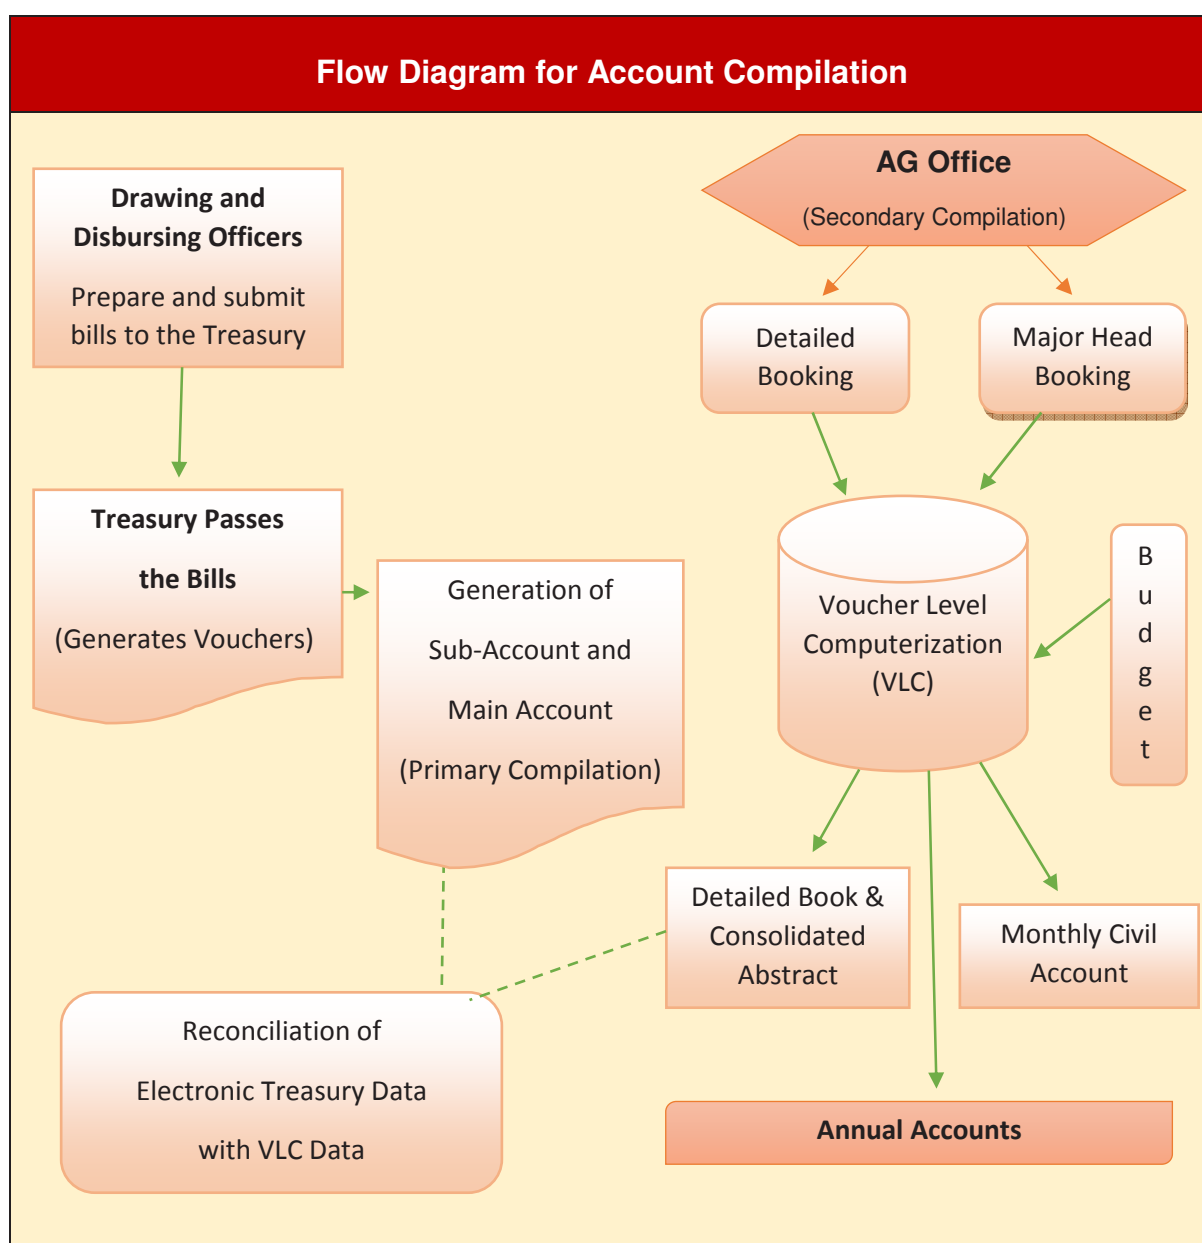 Flow Diagram for Account Compilation
Drawing and
Disbursing Officers
Prepare and submit
bills to the Treasury
AG Office
(Secondary Compilation)
Detailed
Booking
Major Head
Booking
Treasury Passes
the Bills
(Generates Vouchers)
Generation of
Sub-Account and
Main Account
(Primary Compilation)
Voucher Level
Computerization
(VLC)
B
u
d
g
e
t
Detailed Book &
Consolidated
Abstract
Monthly Civil
Account
Reconciliation of
Electronic Treasury Data
with VLC Data
Annual Accounts